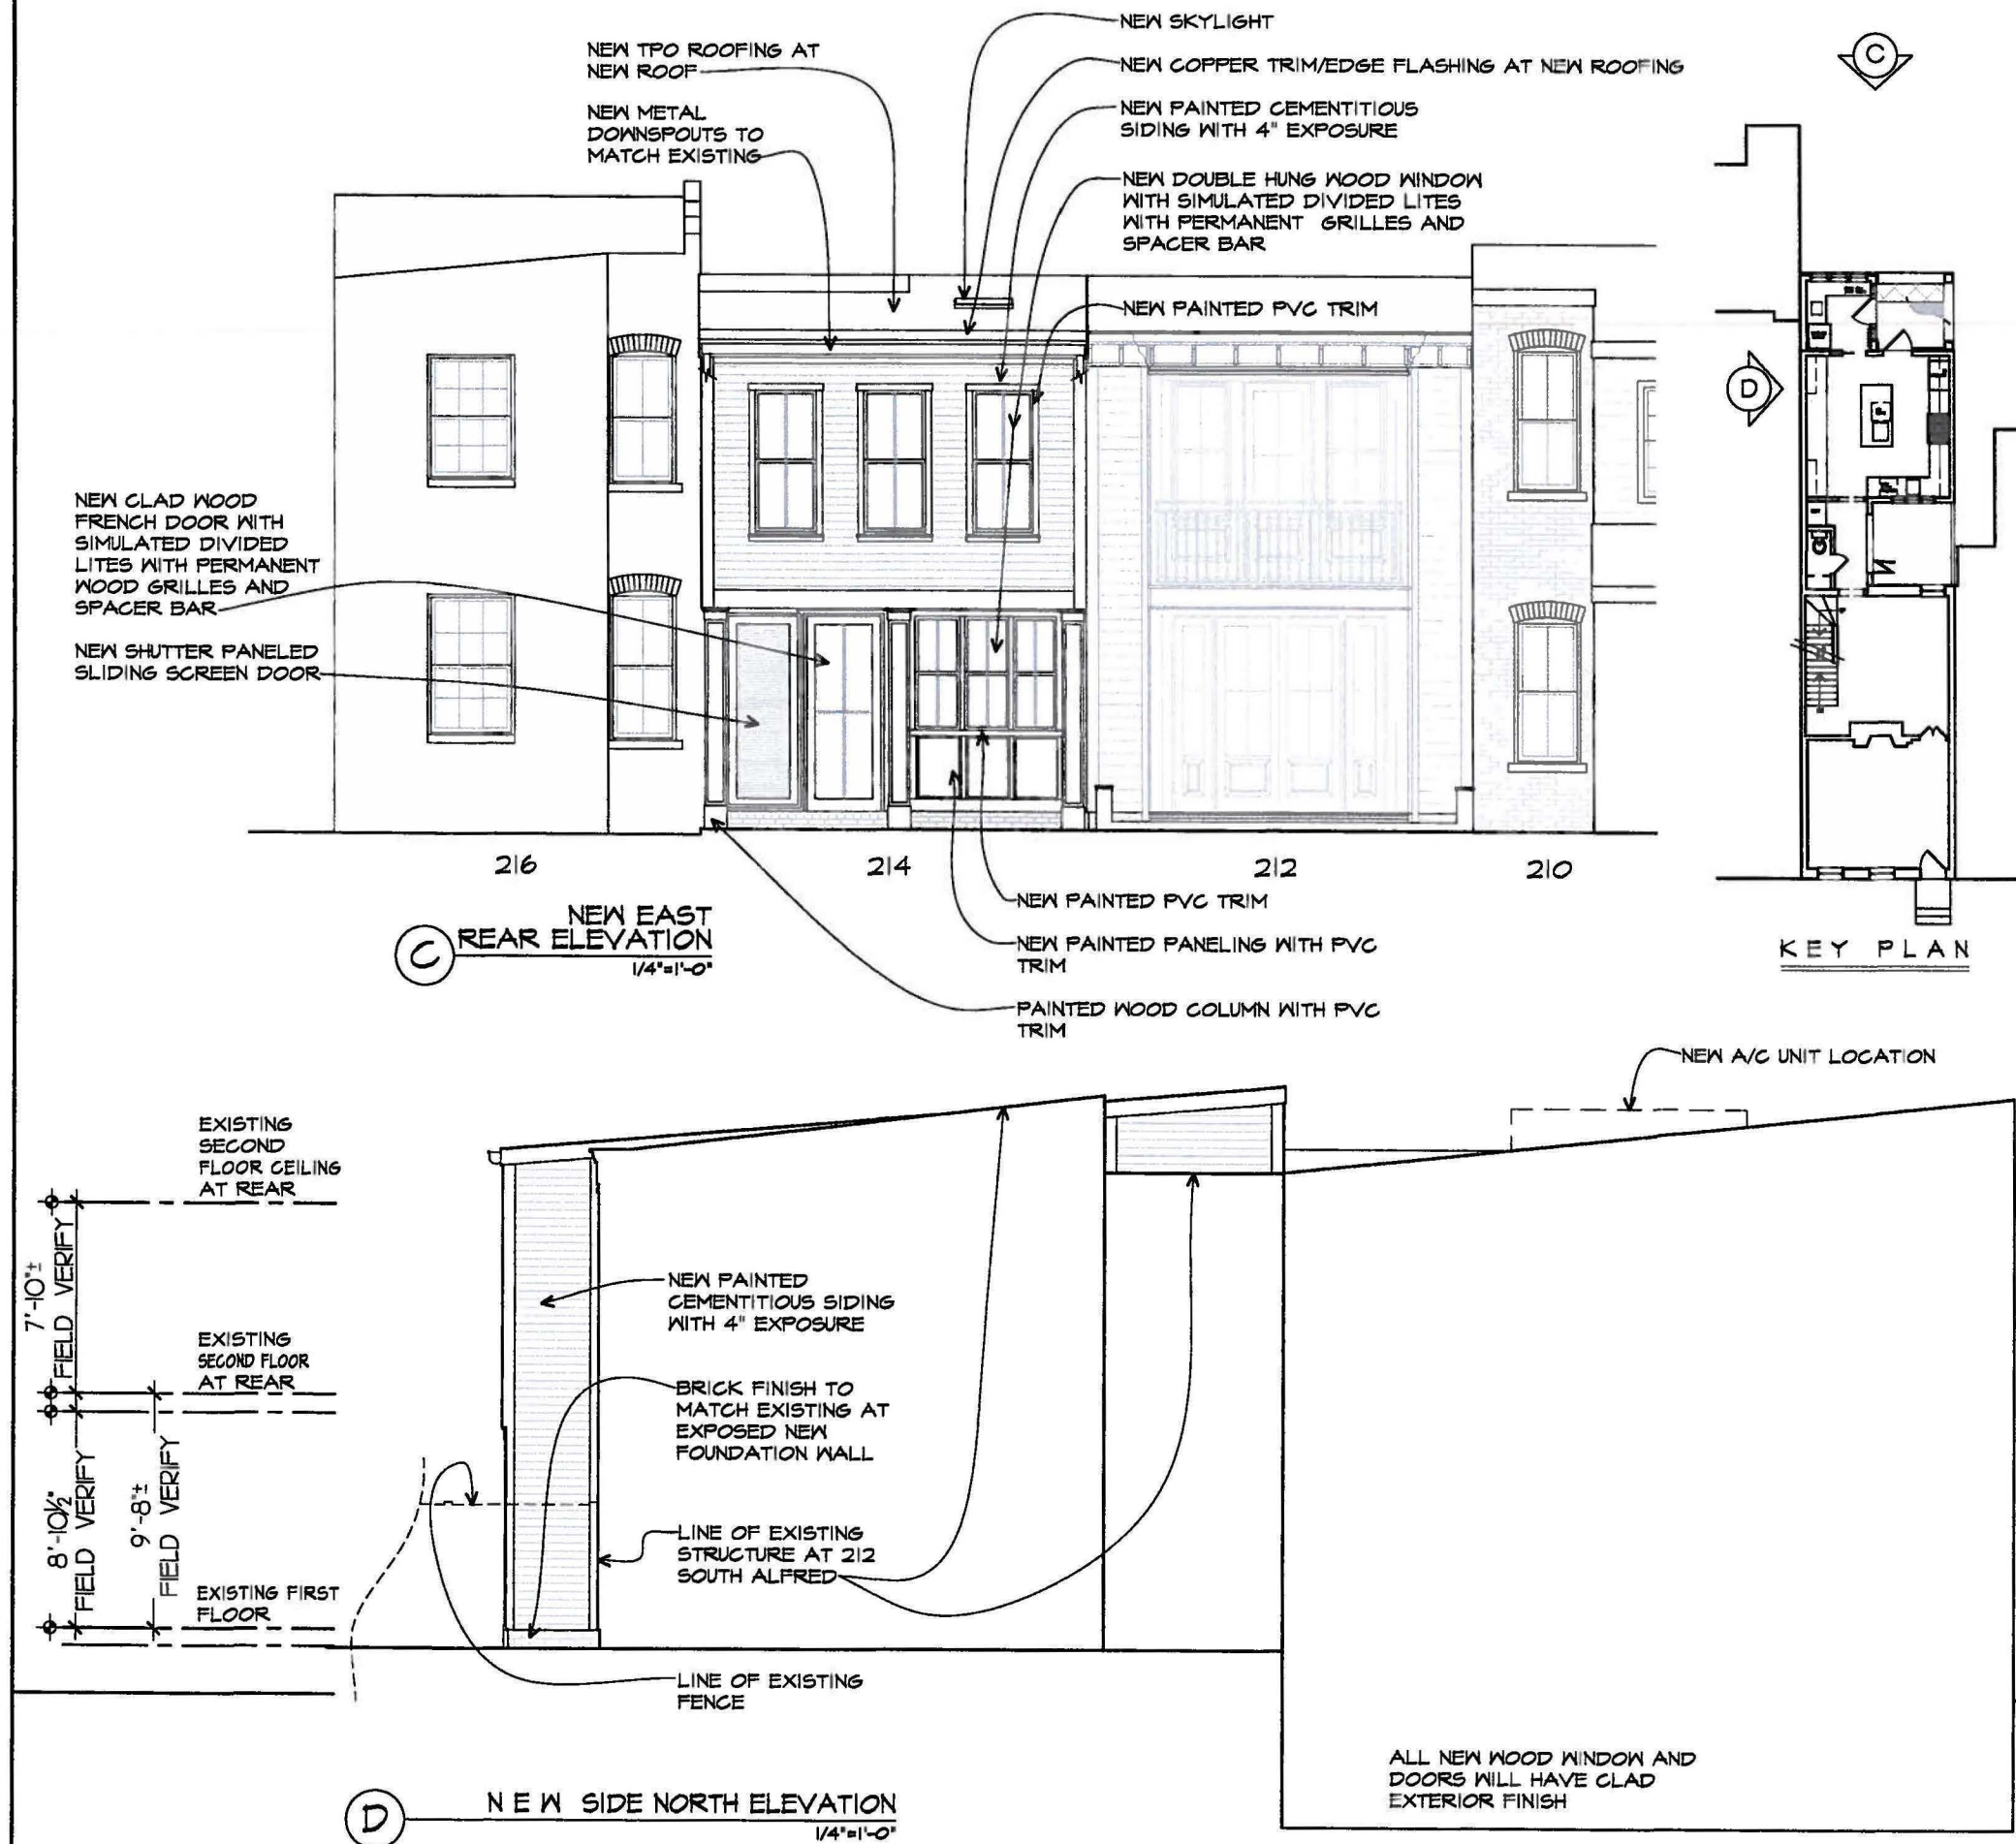 NEW SKYLIGHT
NEW TPO ROOFING AT
NEW ROOF
NEW COPPER TRIM/EDGE FLASHING AT NEW ROOFING
NEW METAL
DOWNSPOUTS TO
MATCH EXISTING
NEW PAINTED CEMENTITIOUS
SIDING WITH 4" EXPOSURE
NEW DOUBLE HUNG WOOD WINDOW
WITH SIMULATED DIVIDED LITES
WITH PERMANENT GRILLES AND
SPACER BAR
NEW PAINTED PVC TRIM
NEW CLAD WOOD
FRENCH DOOR WITH
SIMULATED DIVIDED
LITES WITH PERMANENT
WOOD GRILLES AND
SPACER BAR
NEW SHUTTER PANELED
SLIDING SCREEN DOOR
C
D
216
214
212
210
NEW PAINTED PVC TRIM
NEW PAINTED PANELING WITH PVC
TRIM
PAINTED WOOD COLUMN WITH PVC
TRIM
C
NEW EAST
REAR ELEVATION
1/4"=1'-0"
KEY PLAN
NEW A/C UNIT LOCATION
EXISTING
SECOND
FLOOR CEILING
AT REAR
7'-10"±
FIELD VERIFY
EXISTING
SECOND FLOOR
AT REAR
8'-10½"
FIELD VERIFY
9'-8"±
FIELD VERIFY
EXISTING FIRST
FLOOR
NEW PAINTED
CEMENTITIOUS SIDING
WITH 4" EXPOSURE
BRICK FINISH TO
MATCH EXISTING AT
EXPOSED NEW
FOUNDATION WALL
LINE OF EXISTING
STRUCTURE AT 212
SOUTH ALFRED
LINE OF EXISTING
FENCE
ALL NEW WOOD WINDOW AND
DOORS WILL HAVE CLAD
EXTERIOR FINISH
D
NEW SIDE NORTH ELEVATION
1/4"=1'-0"